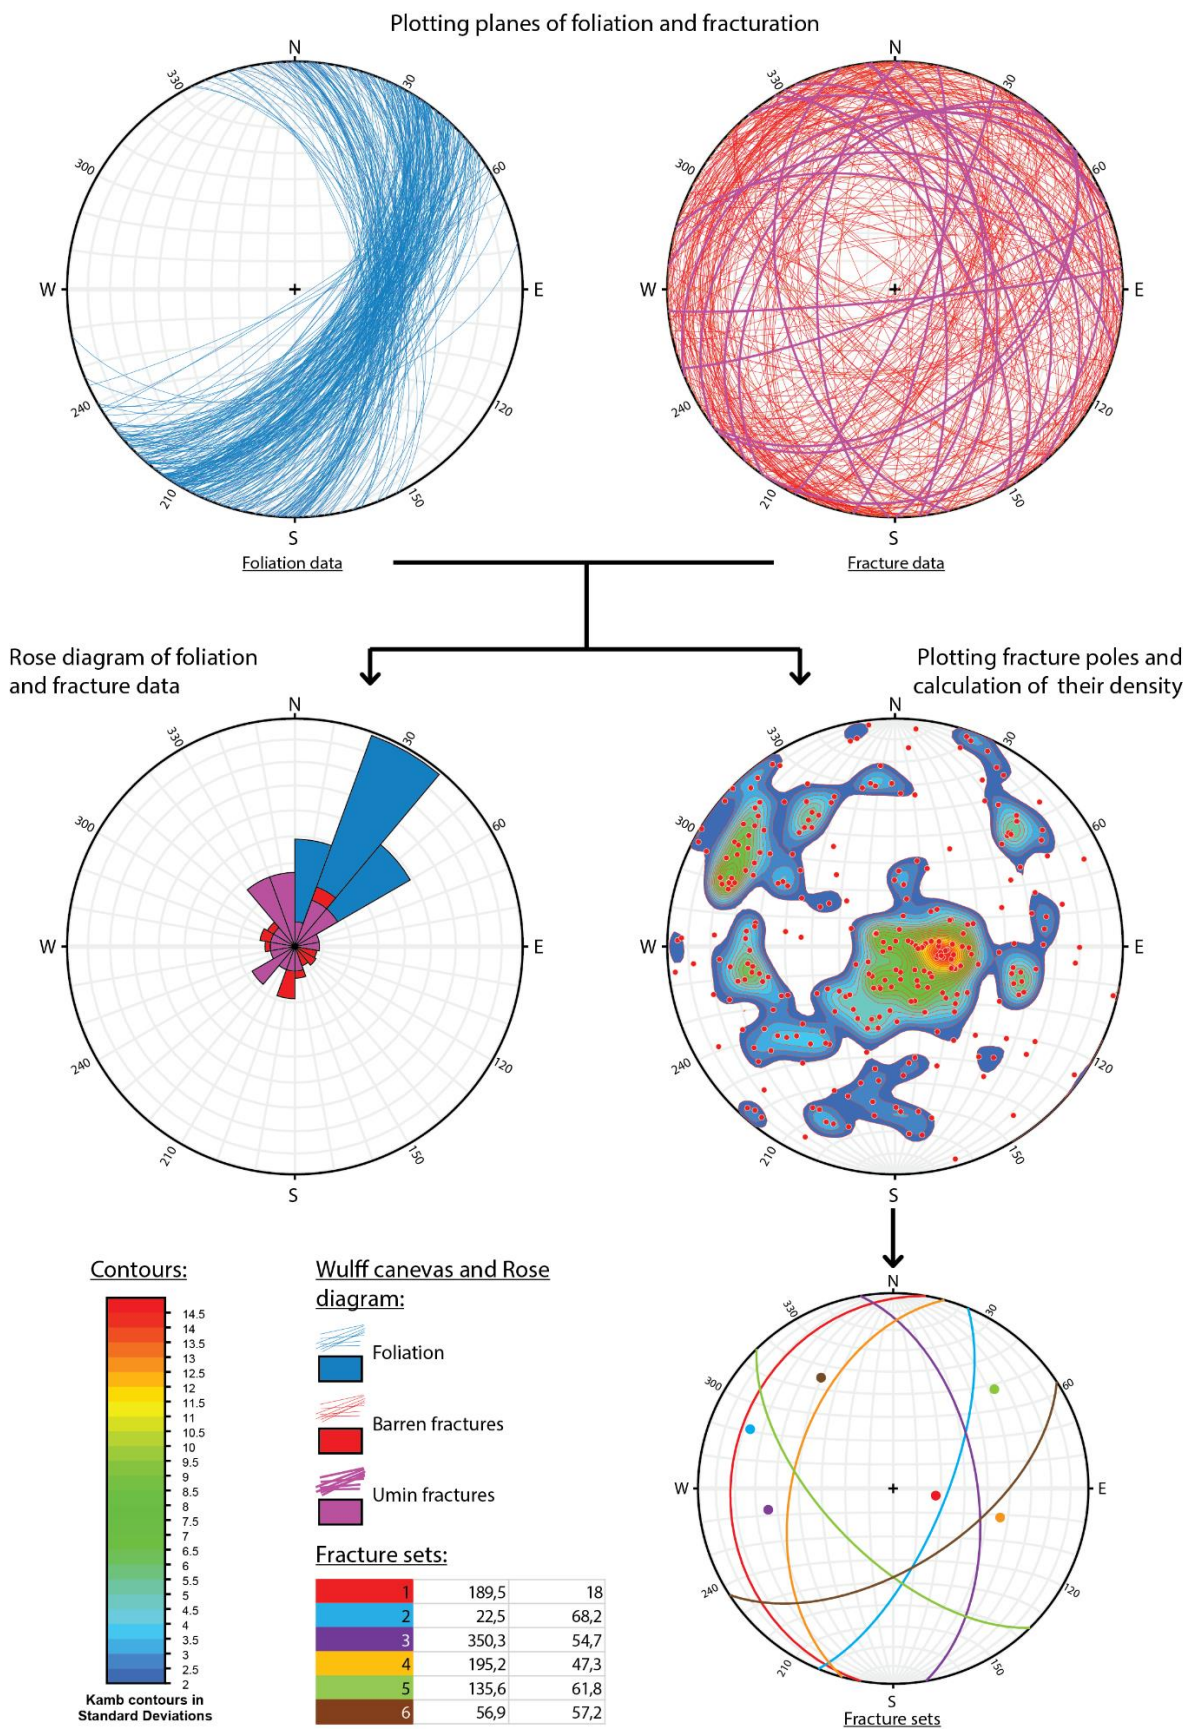 Plotting planes of foliation and fracturation
N
330
30
300
60
W
E
240
120
210
150
S
Foliation data
N
330
30
300
60
W
E
240
120
210
150
S
Fracture data
Rose diagram of foliation
and fracture data
Plotting fracture poles and
calculation of their density
N
330
30
300
60
W
E
240
120
210
150
S
N
330
30
300
60
W
E
240
120
210
150
S
Contours:
14.5
14
13.5
13
12.5
12
11.5
11
10.5
10
9.5
9
8.5
8
7.5
7
6.5
6
5.5
5
4.5
4
3.5
3
2.5
2
Kamb contours in
Standard Deviations
Wulff canevas and Rose
diagram:
Foliation
Barren fractures
Umin fractures
Fracture sets:
1 189,5 18
2 22,5 68,2
3 350,3 54,7
4 195,2 47,3
5 135,6 61,8
6 56,9 57,2
N
330
30
300
60
W
E
240
120
210
150
S
Fracture sets